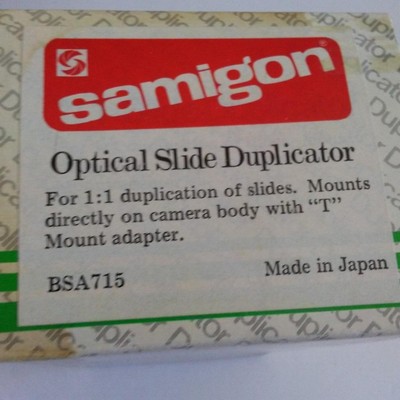 samigon®
Optical Slide Duplicator
For 1:1 duplication of slides. Mounts
directly on camera body with “T”
Mount adapter.
BSA715
Made in Japan